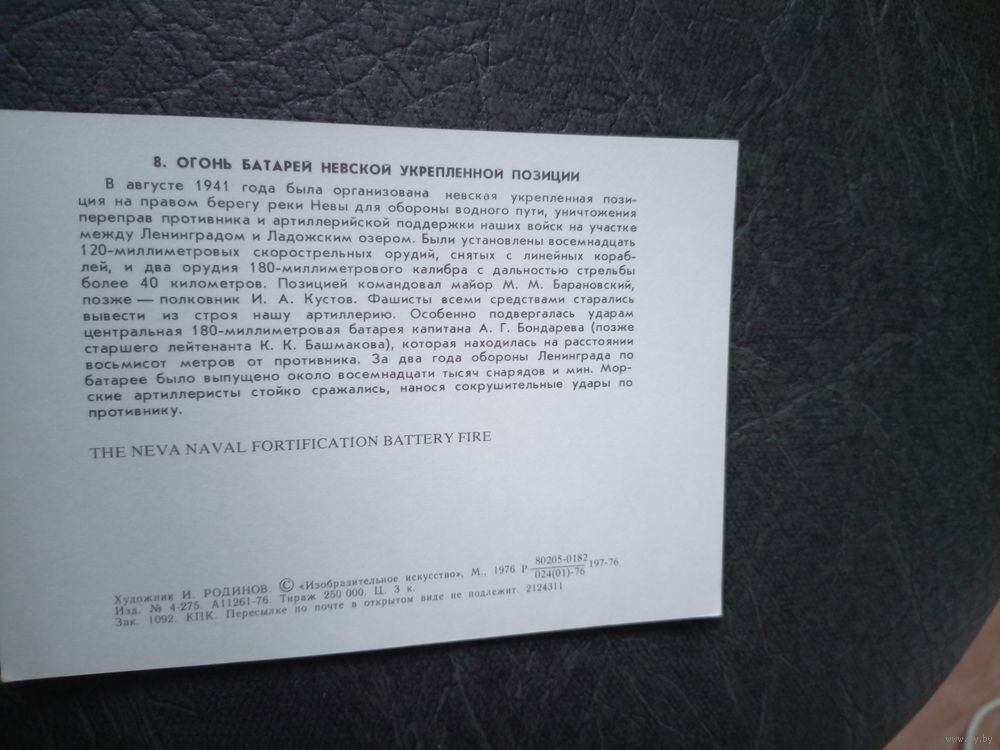 8. ОГОНЬ БАТАРЕЙ НЕВСКОЙ УКРЕПЛЕННОЙ ПОЗИЦИИ
В августе 1941 года была организована невская укрепленная пози-
ция на правом берегу реки Невы для обороны водного пути, уничтожения
переправ противника и артиллерийской поддержки наших войск на участке
между Ленинградом и Ладожским озером. Были установлены восемнадцать
120-миллиметровых скорострельных орудий, снятых с линейных кораб-
лей, и два орудия 180-миллиметрового калибра с дальностью стрельбы
более 40 километров. Позицией командовал майор М. М. Барановский,
позже — полковник И. А. Кустов. Фашисты всеми средствами старались
вывести из строя нашу артиллерию. Особенно подвергалась ударам
центральная 180-миллиметровая батарея капитана А. Г. Бондарева (позже
старшего лейтенанта К. К. Башмакова), которая находилась на расстоянии
восьмисот метров от противника. За два года обороны Ленинграда по
батарее было выпущено около восемнадцати тысяч снарядов и мин. Мор-
ские артиллеристы стойко сражались, нанося сокрушительные удары по
противнику.
THE NEVA NAVAL FORTIFICATION BATTERY FIRE
Художник И. РОДИНОВ. © «Изобразительное искусство», М., 1976 Р 80205-0182/024(01)-76 197-76
Изд. № 4-275. А11261-76. Тираж 250 000. Ц. 3 к.
Зак. 1092. КПК. Пересылке по почте в открытом виде не подлежит. 2124311
www.ay.by